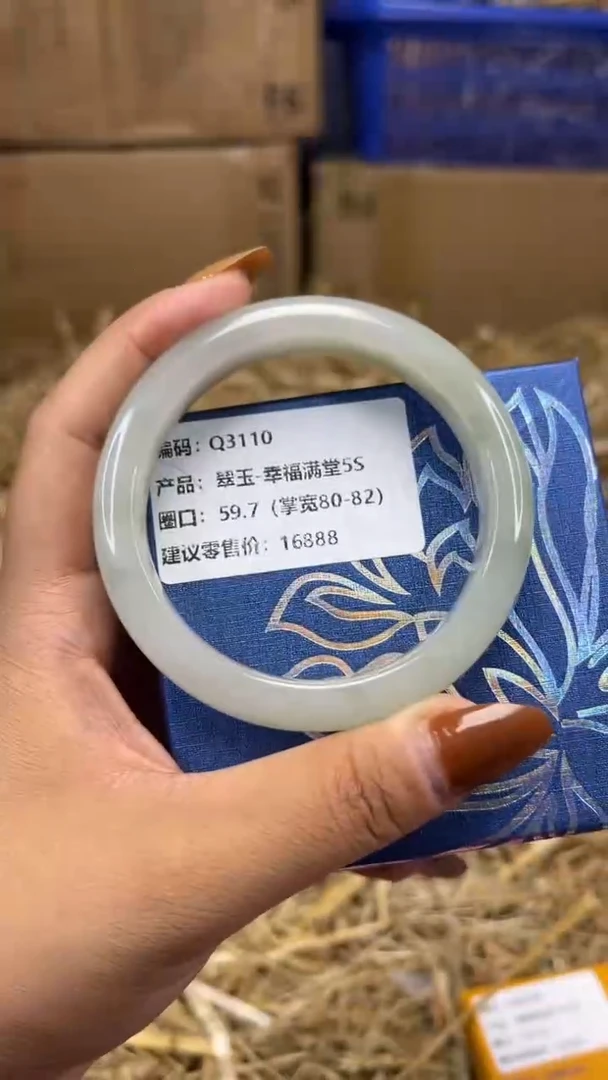 编码：Q3110
产品：翠玉-幸福满堂5S
圈口：59.7（掌宽80-82）
建议零售价：16888